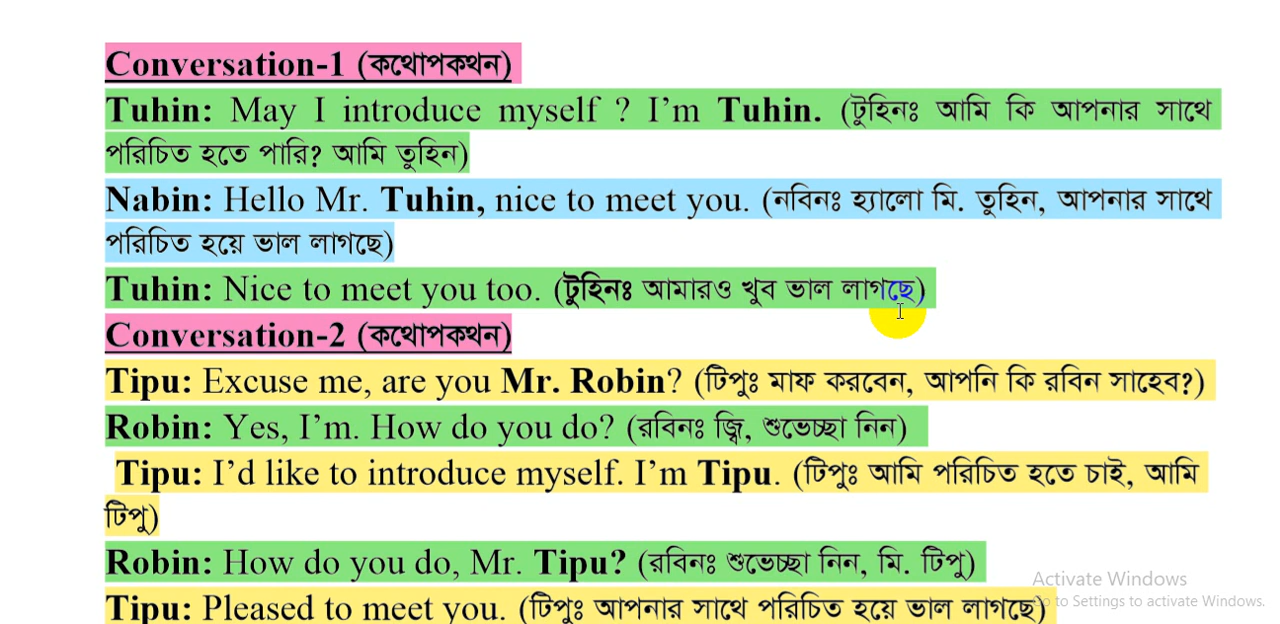 Conversation-1 (কথোপকথন)
Tuhin: May I introduce myself ? I’m Tuhin. (টুহিনঃ আমি কি আপনার সাথে
পরিচিত হতে পারি? আমি তুহিন)
Nabin: Hello Mr. Tuhin, nice to meet you. (নবিনঃ হ্যালো মি. তুহিন, আপনার সাথে
পরিচিত হয়ে ভাল লাগছে)
Tuhin: Nice to meet you too. (টুহিনঃ আমারও খুব ভাল লাগছে)
Conversation-2 (কথোপকথন)
Tipu: Excuse me, are you Mr. Robin? (টিপুঃ মাফ করবেন, আপনি কি রবিন সাহেব?)
Robin: Yes, I’m. How do you do? (রবিনঃ জ্বি, শুভেচ্ছা নিন)
Tipu: I’d like to introduce myself. I’m Tipu. (টিপুঃ আমি পরিচিত হতে চাই, আমি
টিপু)
Robin: How do you do, Mr. Tipu? (রবিনঃ শুভেচ্ছা নিন, মি. টিপু)
Activate Windows
Tipu: Pleased to meet you. (টিপুঃ আপনার সাথে পরিচিত হয়ে ভাল লাগছে)
Go to Settings to activate Windows.